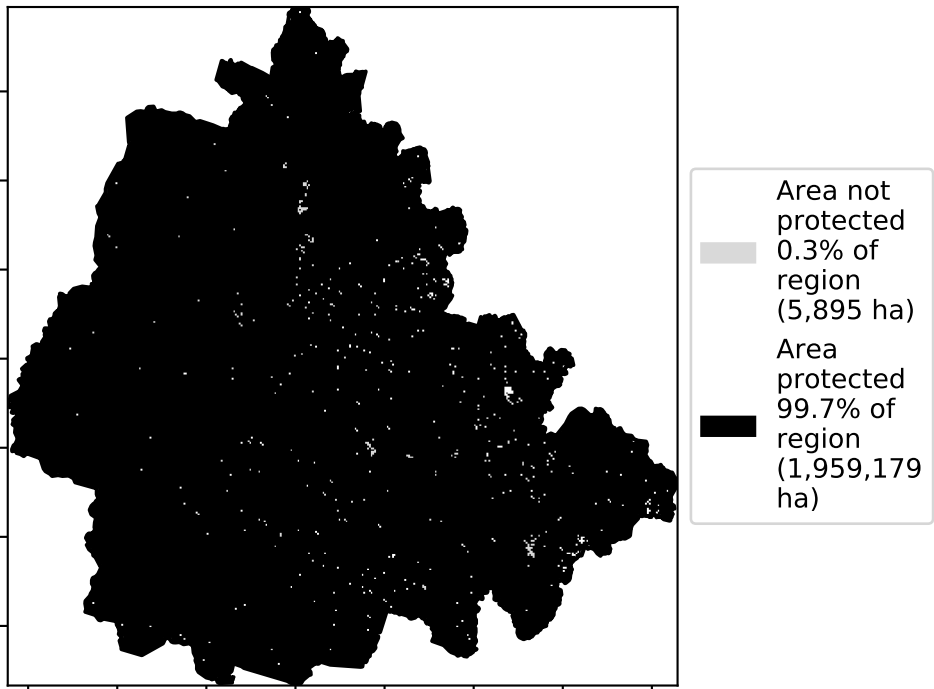 Area not
protected
0.3% of
region
(5,895 ha)
Area
protected
99.7% of
region
(1,959,179
ha)